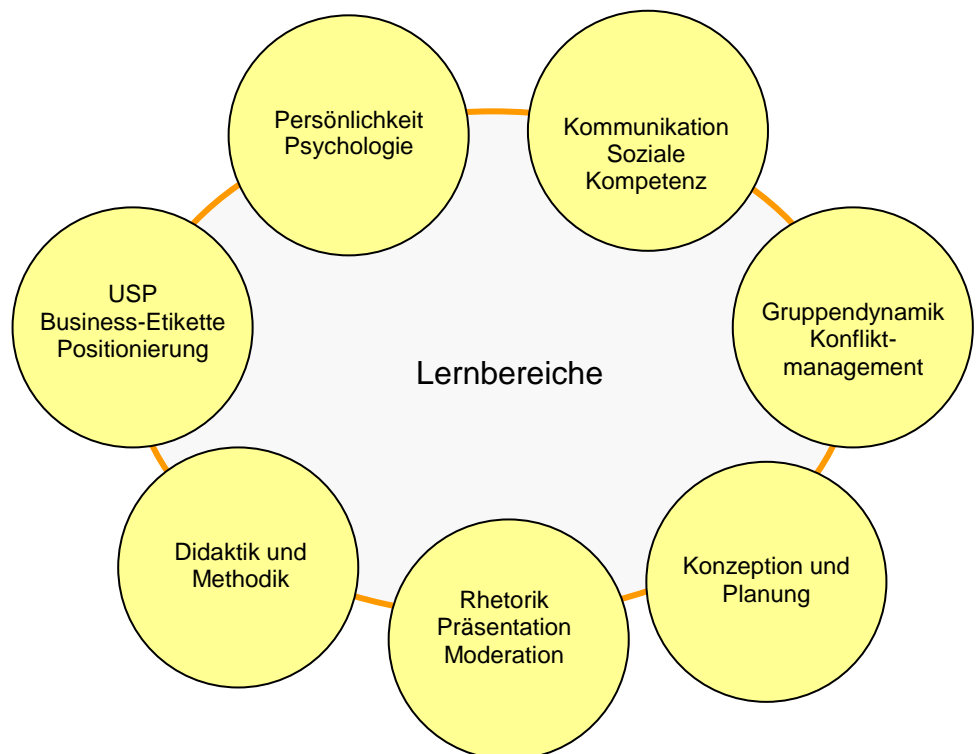 Persönlichkeit
Psychologie
Kommunikation
Soziale
Kompetenz
USP
Business-Etikette
Positionierung
Gruppendynamik
Konflikt-
management
Lernbereiche
Didaktik und
Methodik
Konzeption und
Planung
Rhetorik
Präsentation
Moderation